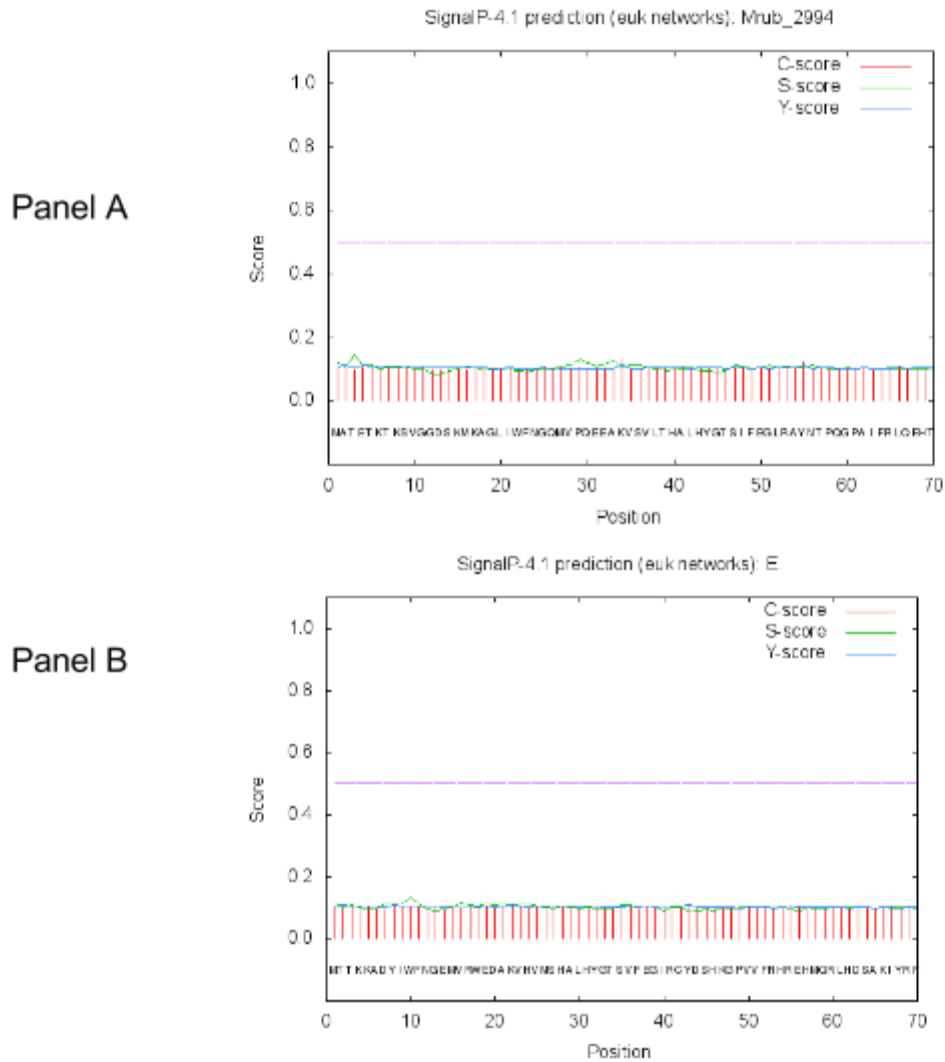 SignalP-4.1 prediction (euk networks): Mrub_2994
Panel A
C-score
S-score
Y-score
1.0
0.8
0.6
0.4
0.2
0.0
Score
0 10 20 30 40 50 60 70
Position
SignalP-4.1 prediction (euk networks): E
Panel B
C-score
S-score
Y-score
1.0
0.8
0.6
0.4
0.2
0.0
Score
0 10 20 30 40 50 60 70
Position